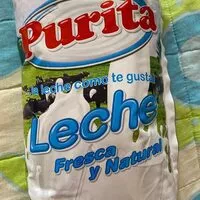 Purita
la leche como te gusta
Leche
Fresca
y Natural